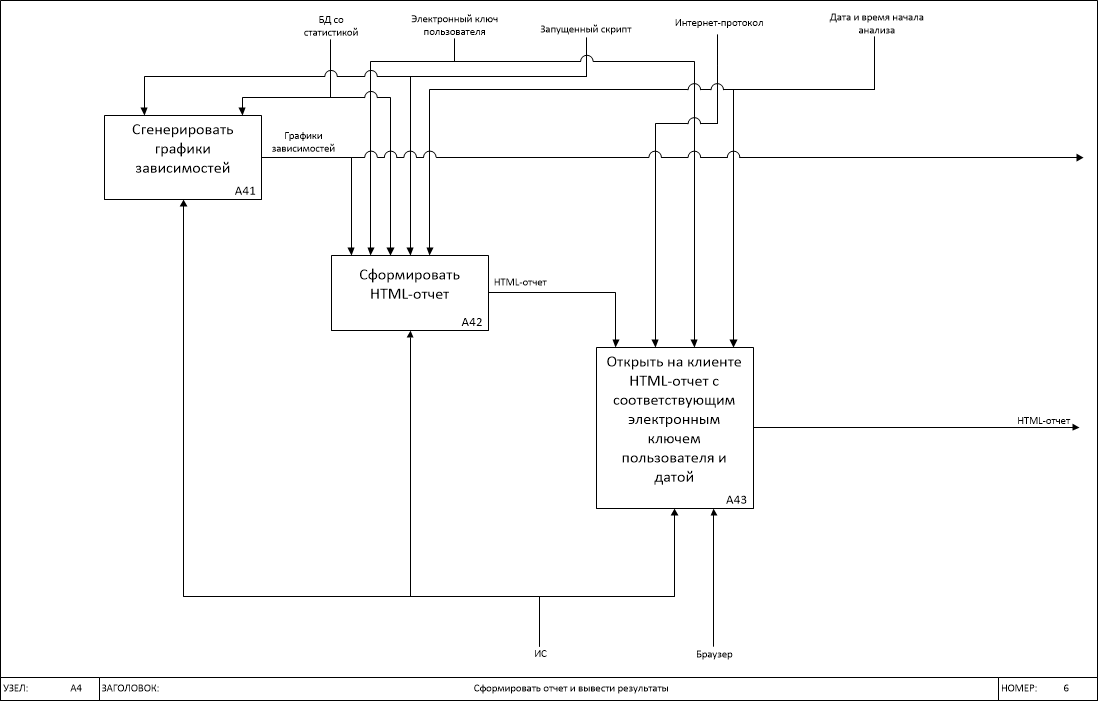 БД со
статистикой
Электронный ключ
пользователя
Запущенный скрипт
Интернет-протокол
Дата и время начала
анализа
Сгенерировать
графики
зависимостей
A41
Графики
зависимостей
Сформировать
HTML-отчет
A42
HTML-отчет
Открыть на клиенте
HTML-отчет с
соответствующим
электронным
ключем
пользователя и
датой
A43
HTML-отчет
ИС
Браузер
УЗЕЛ: A4 ЗАГОЛОВОК: Сформировать отчет и вывести результаты НОМЕР: 6